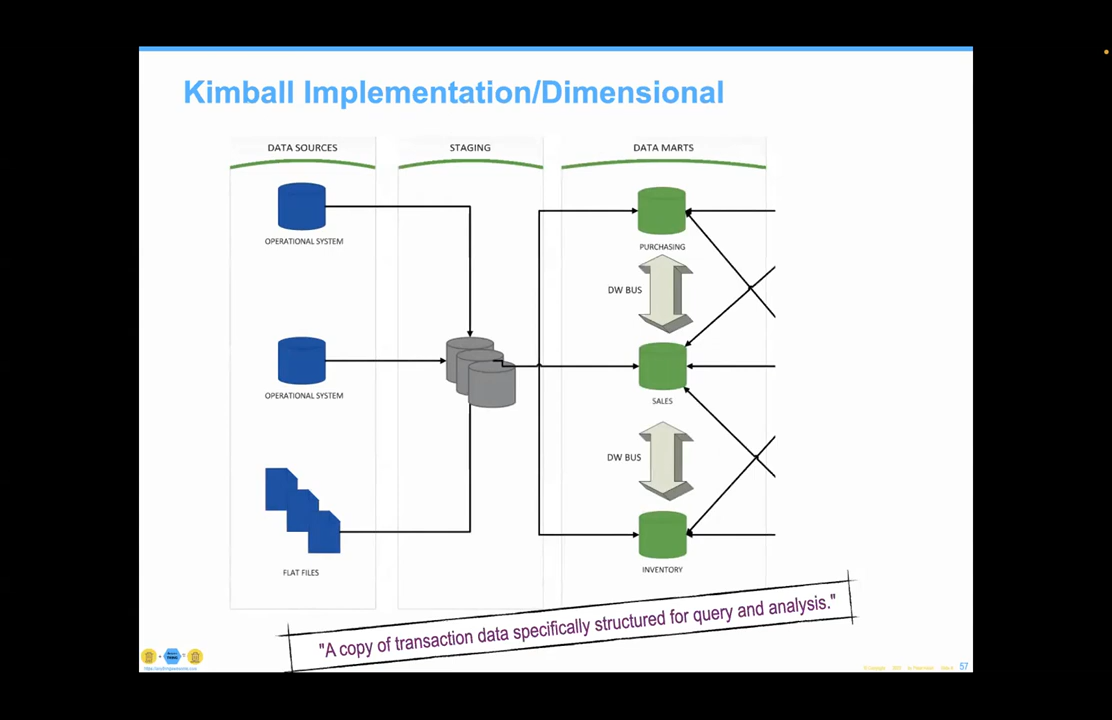 Kimball Implementation/Dimensional
DATA SOURCES
STAGING
DATA MARTS
OPERATIONAL SYSTEM
PURCHASING
DW BUS
OPERATIONAL SYSTEM
SALES
DW BUS
FLAT FILES
INVENTORY
"A copy of transaction data specifically structured for query and analysis."
57